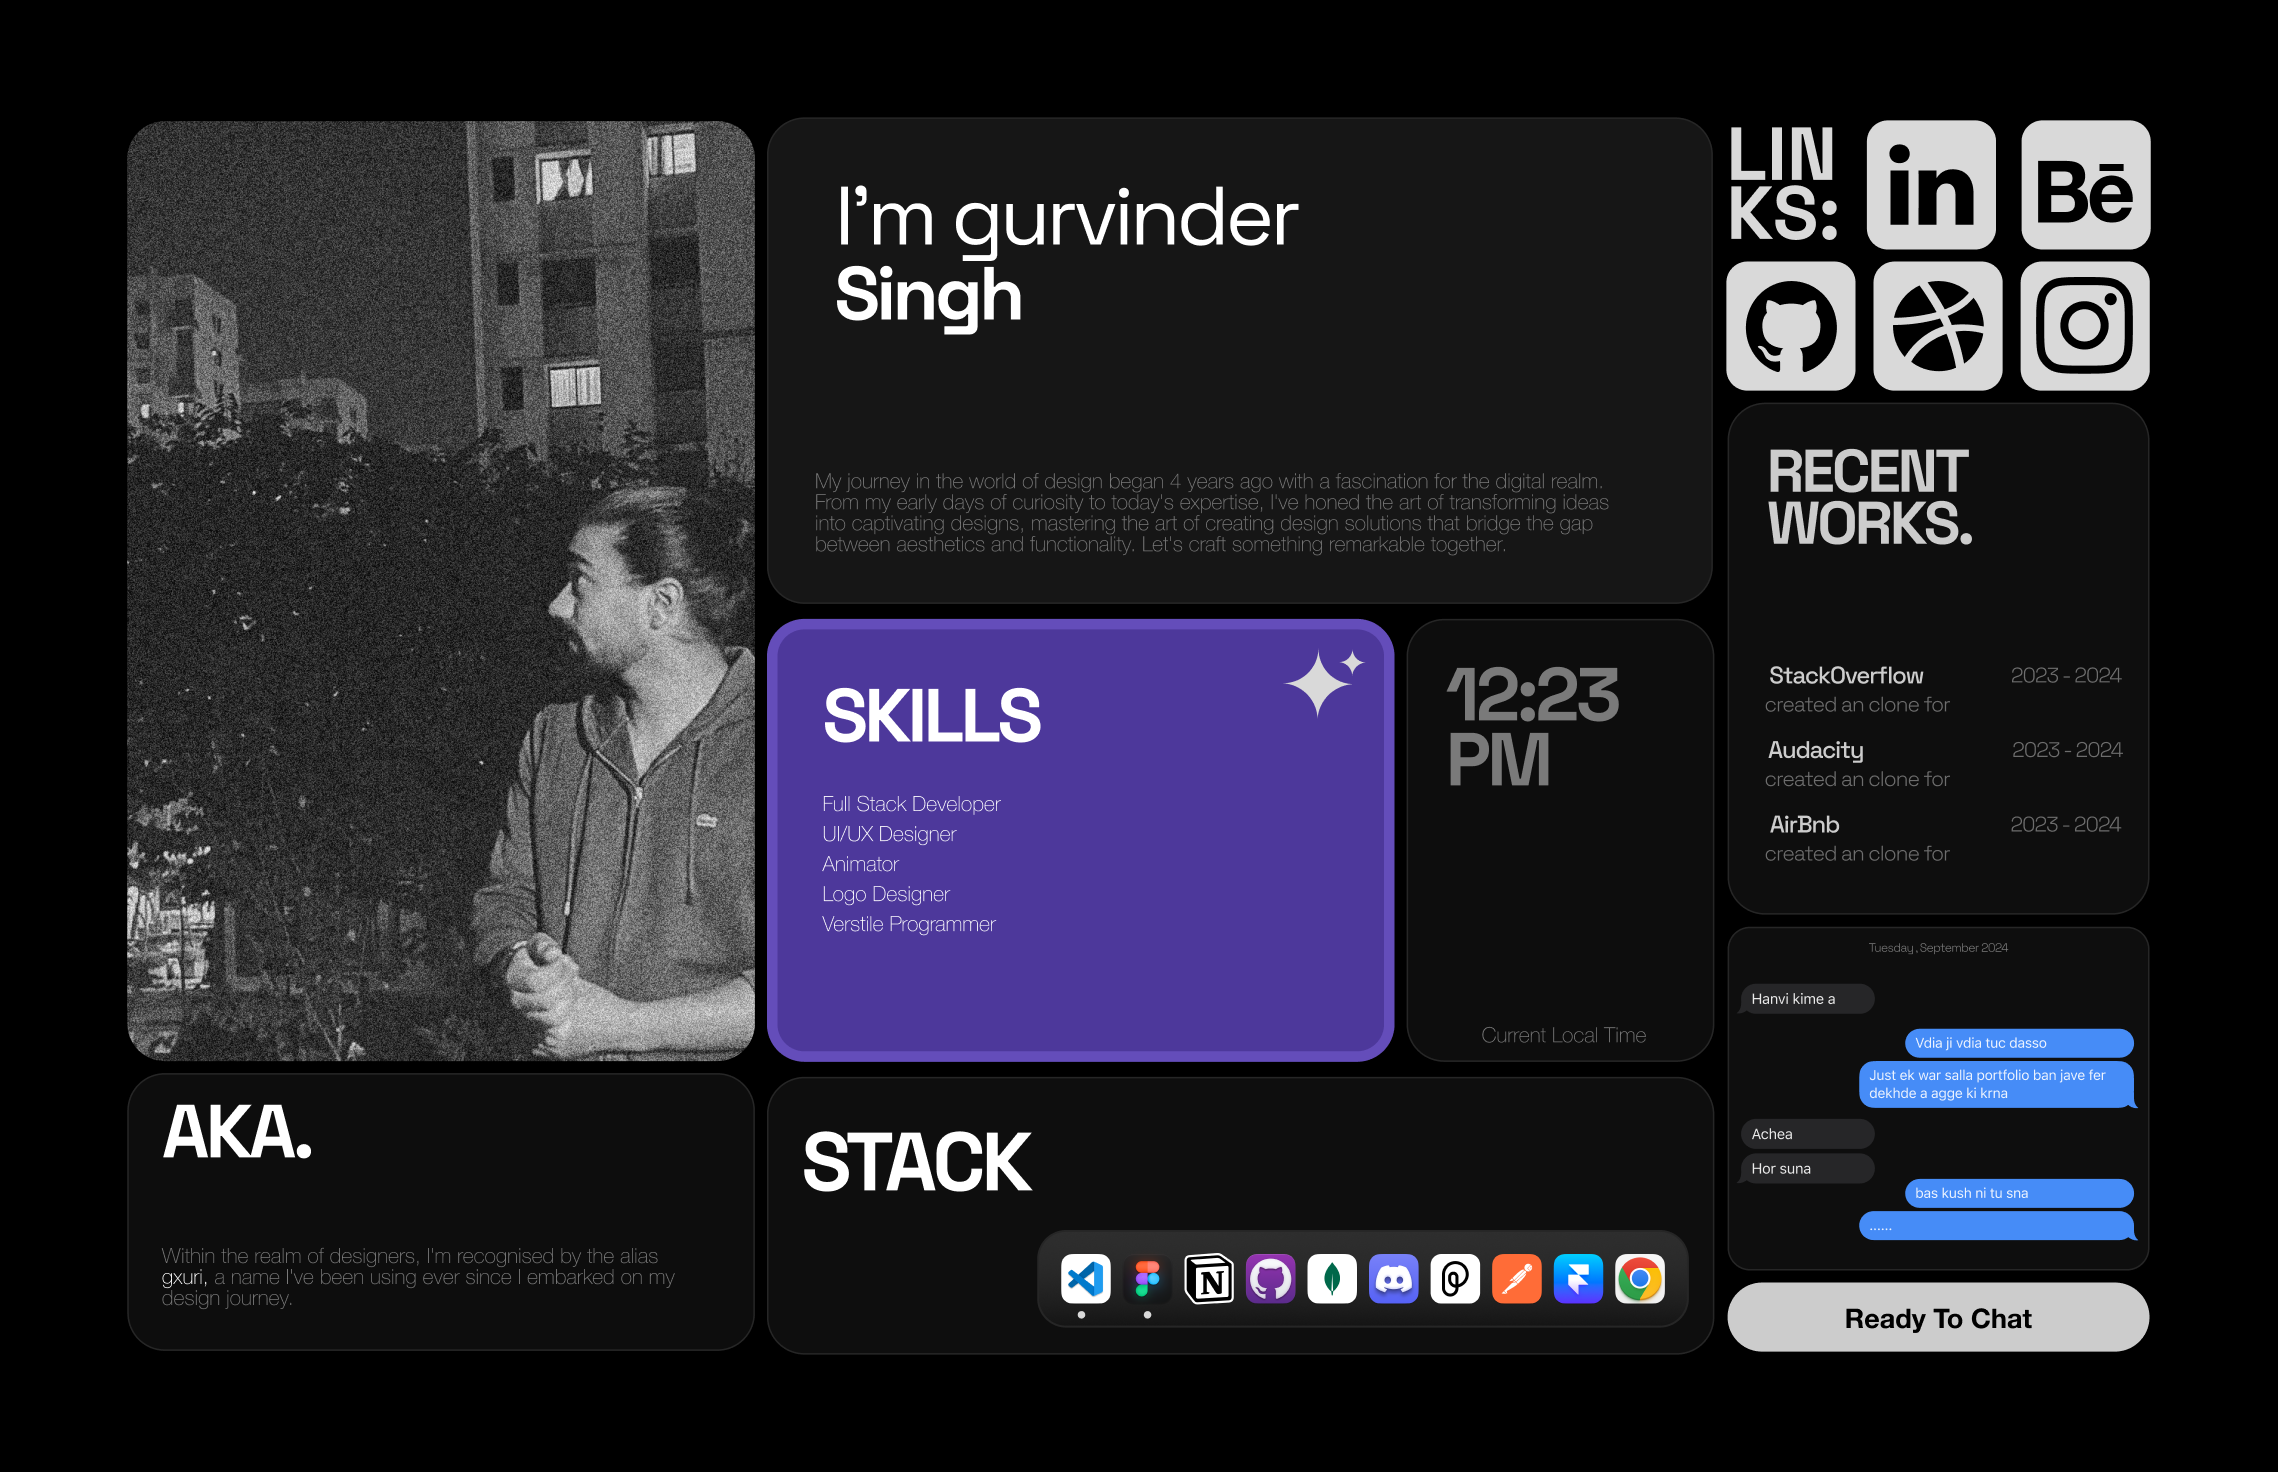 I'm gurvinder
Singh
My journey in the world of design began 4 years ago with a fascination for the digital realm.
From my early days of curiosity to today's expertise, I've honed the art of transforming ideas
into captivating designs, mastering the art of creating design solutions that bridge the gap
between aesthetics and functionality. Let's craft something remarkable together.
LIN
KS:
in
Bē
RECENT
WORKS.
StackOverflow 2023 - 2024
created an clone for
Audacity 2023 - 2024
created an clone for
AirBnb 2023 - 2024
created an clone for
SKILLS
Full Stack Developer
UI/UX Designer
Animator
Logo Designer
Verstile Programmer
12:23
PM
Current Local Time
Tuesday, September 2024
Hanvi kime a
Vdia ji vdia tuc dasso
Just ek war salla portfolio ban jave fer
dekhde a agge ki krna
Achea
Hor suna
bas kush ni tu sna
......
Ready To Chat
AKA.
Within the realm of designers, I'm recognised by the alias
gxuri, a name I've been using ever since I embarked on my
design journey.
STACK
N